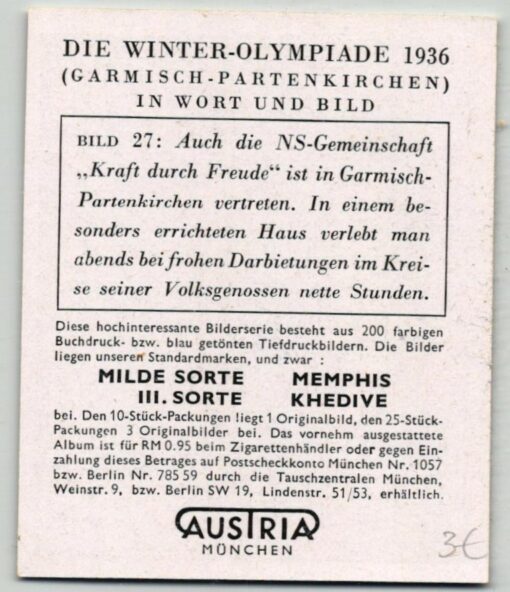 DIE WINTER-OLYMPIADE 1936
(GARMISCH-PARTENKIRCHEN)
IN WORT UND BILD
BILD 27: Auch die NS-Gemeinschaft
„Kraft durch Freude“ ist in Garmisch-
Partenkirchen vertreten. In einem be-
sonders errichteten Haus verlebt man
abends bei frohen Darbietungen im Krei-
se seiner Volksgenossen nette Stunden.
Diese hochinteressante Bilderserie besteht aus 200 farbigen
Buchdruck- bzw. blau getönten Tiefdruckbildern. Die Bilder
liegen unseren Standardmarken, und zwar :
MILDE SORTE MEMPHIS
III. SORTE KHEDIVE
bei. Den 10-Stück-Packungen liegt 1 Originalbild, den 25-Stück-
Packungen 3 Originalbilder bei. Das vornehm ausgestattete
Album ist für RM 0.95 beim Zigarettenhändler oder gegen Ein-
zahlung dieses Betrages auf Postscheckkonto München Nr. 1057
bzw. Berlin Nr. 785 59 durch die Tauschzentralen München,
Weinstr. 9, bzw. Berlin SW 19, Lindenstr. 51/53, erhältlich.
AUSTRIA
MÜNCHEN
3€